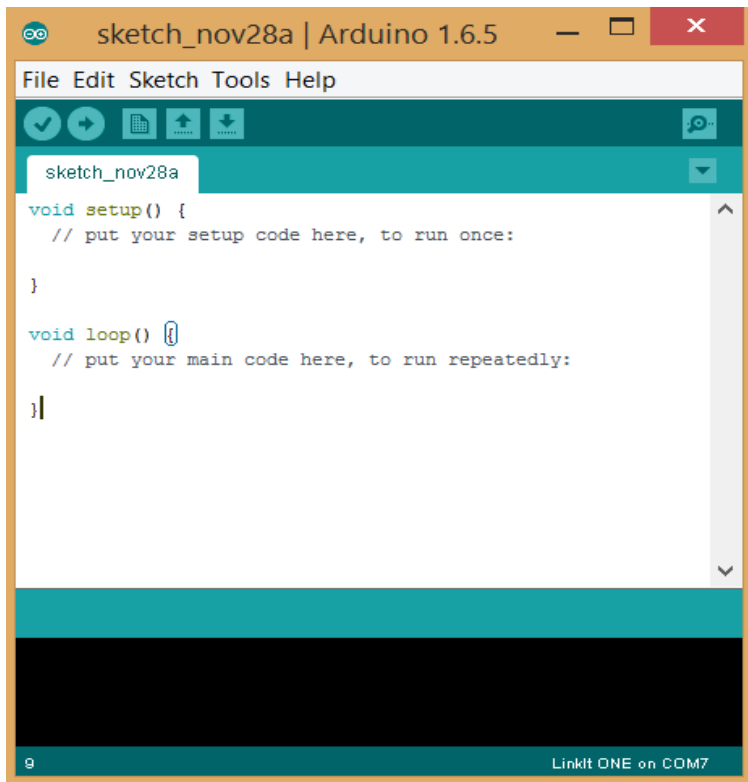 sketch_nov28a | Arduino 1.6.5
File Edit Sketch Tools Help
sketch_nov28a
void setup() {
  // put your setup code here, to run once:
}
void loop() {
  // put your main code here, to run repeatedly:
}
9 LinkIt ONE on COM7